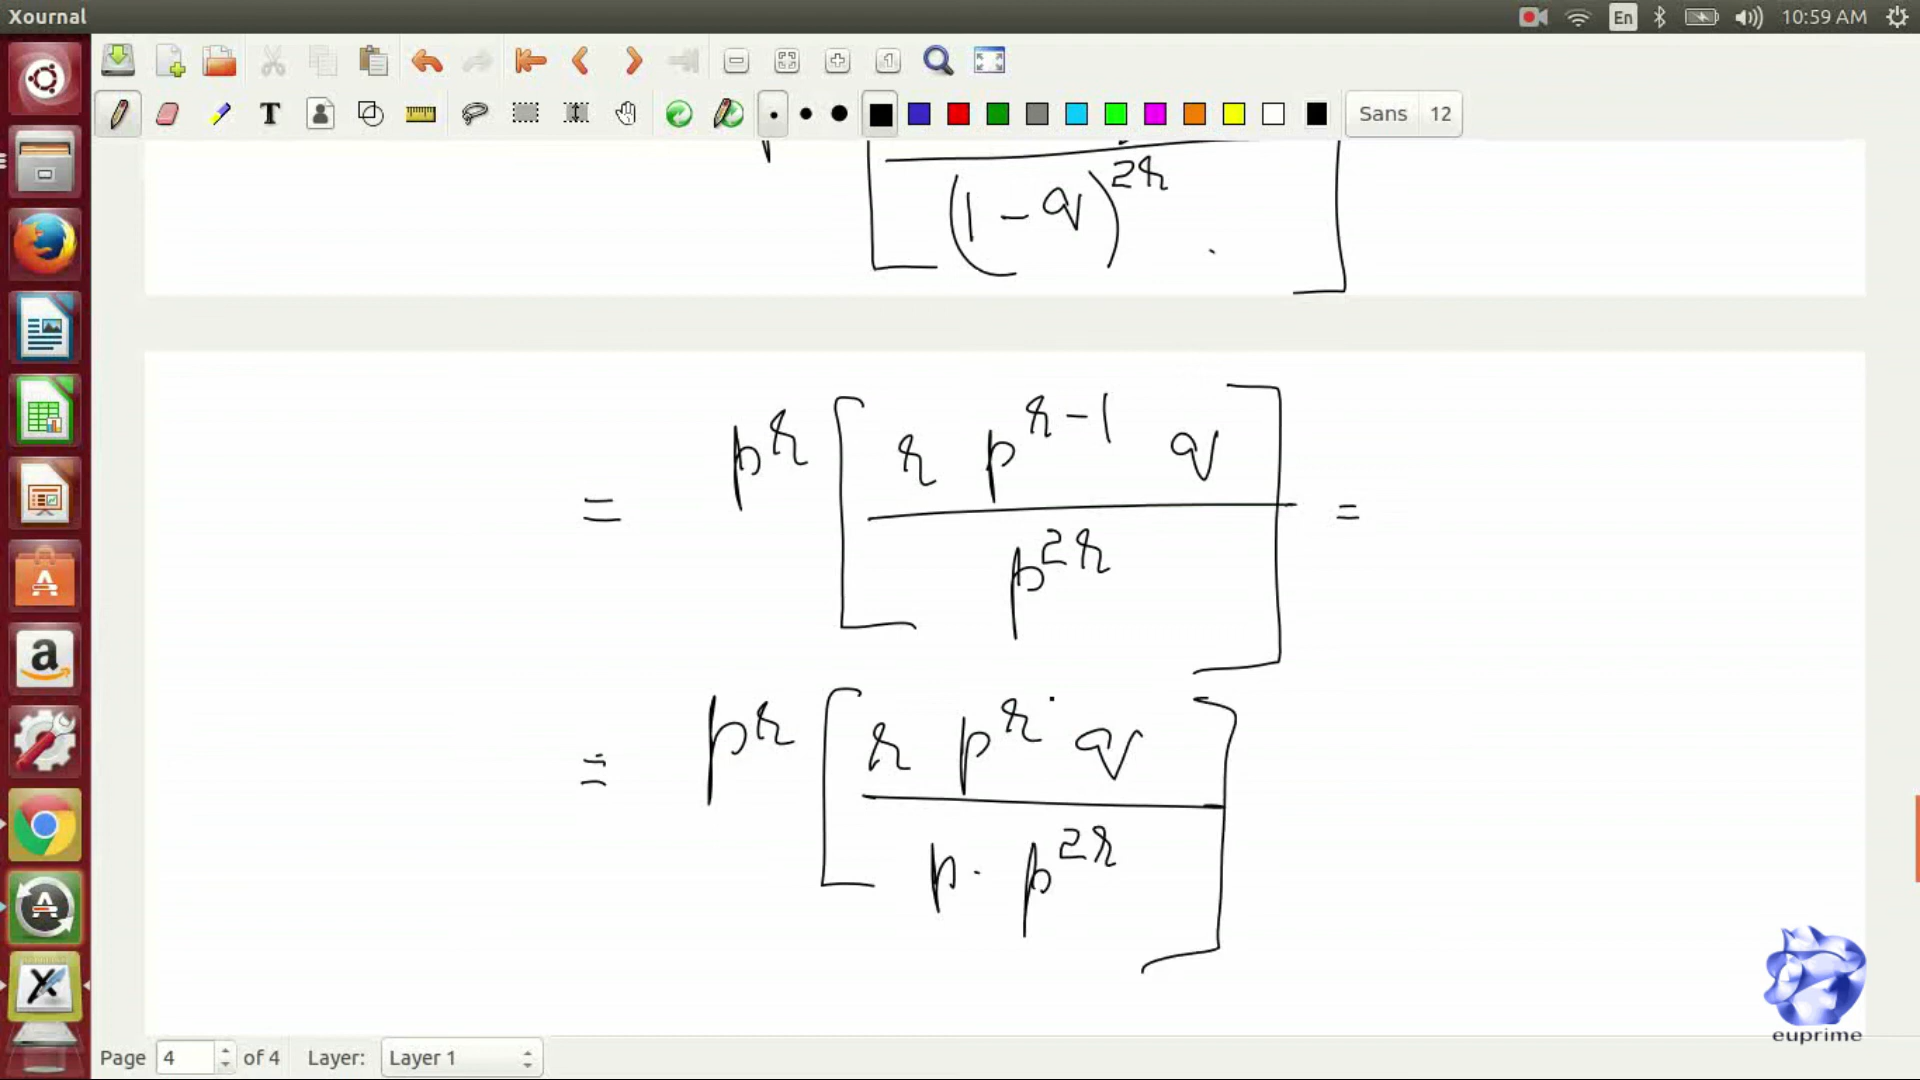 Xournal
En
10:59 AM
T
Sans 12
(1 - q)^{2r}
= p^r [ r p^{r-1} q / p^{2r} ] =
= p^r [ r p^r q / p . p^{2r} ]
euprime
Page 4 of 4 Layer: Layer 1